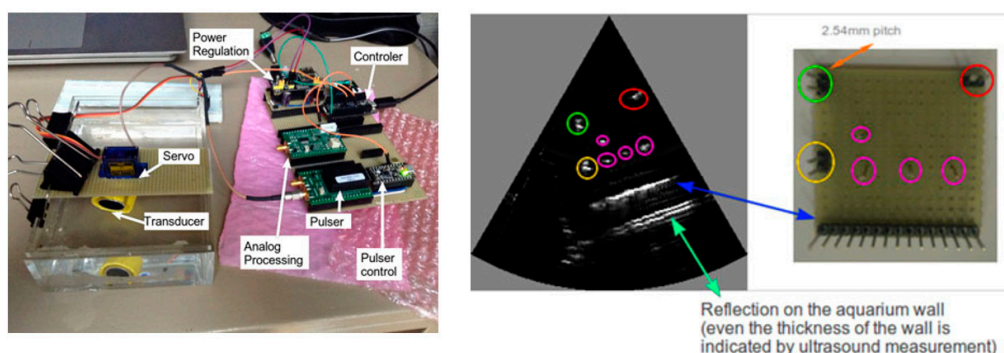 Power
Regulation
Controler
Servo
Transducer
Pulser
Analog
Processing
Pulser
control
2.54mm pitch
Reflection on the aquarium wall
(even the thickness of the wall is
indicated by ultrasound measurement)